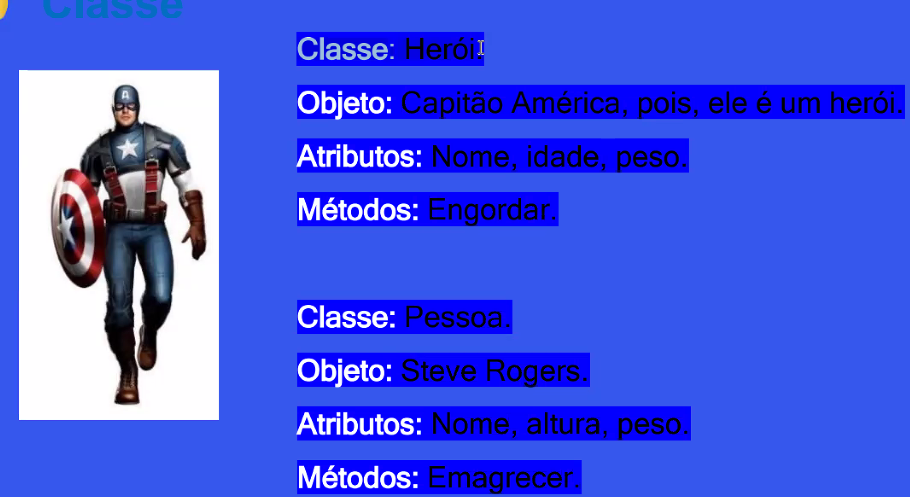 Classe
Classe: Herói.
Objeto: Capitão América, pois, ele é um herói.
Atributos: Nome, idade, peso.
Métodos: Engordar.
Classe: Pessoa.
Objeto: Steve Rogers.
Atributos: Nome, altura, peso.
Métodos: Emagrecer.
A